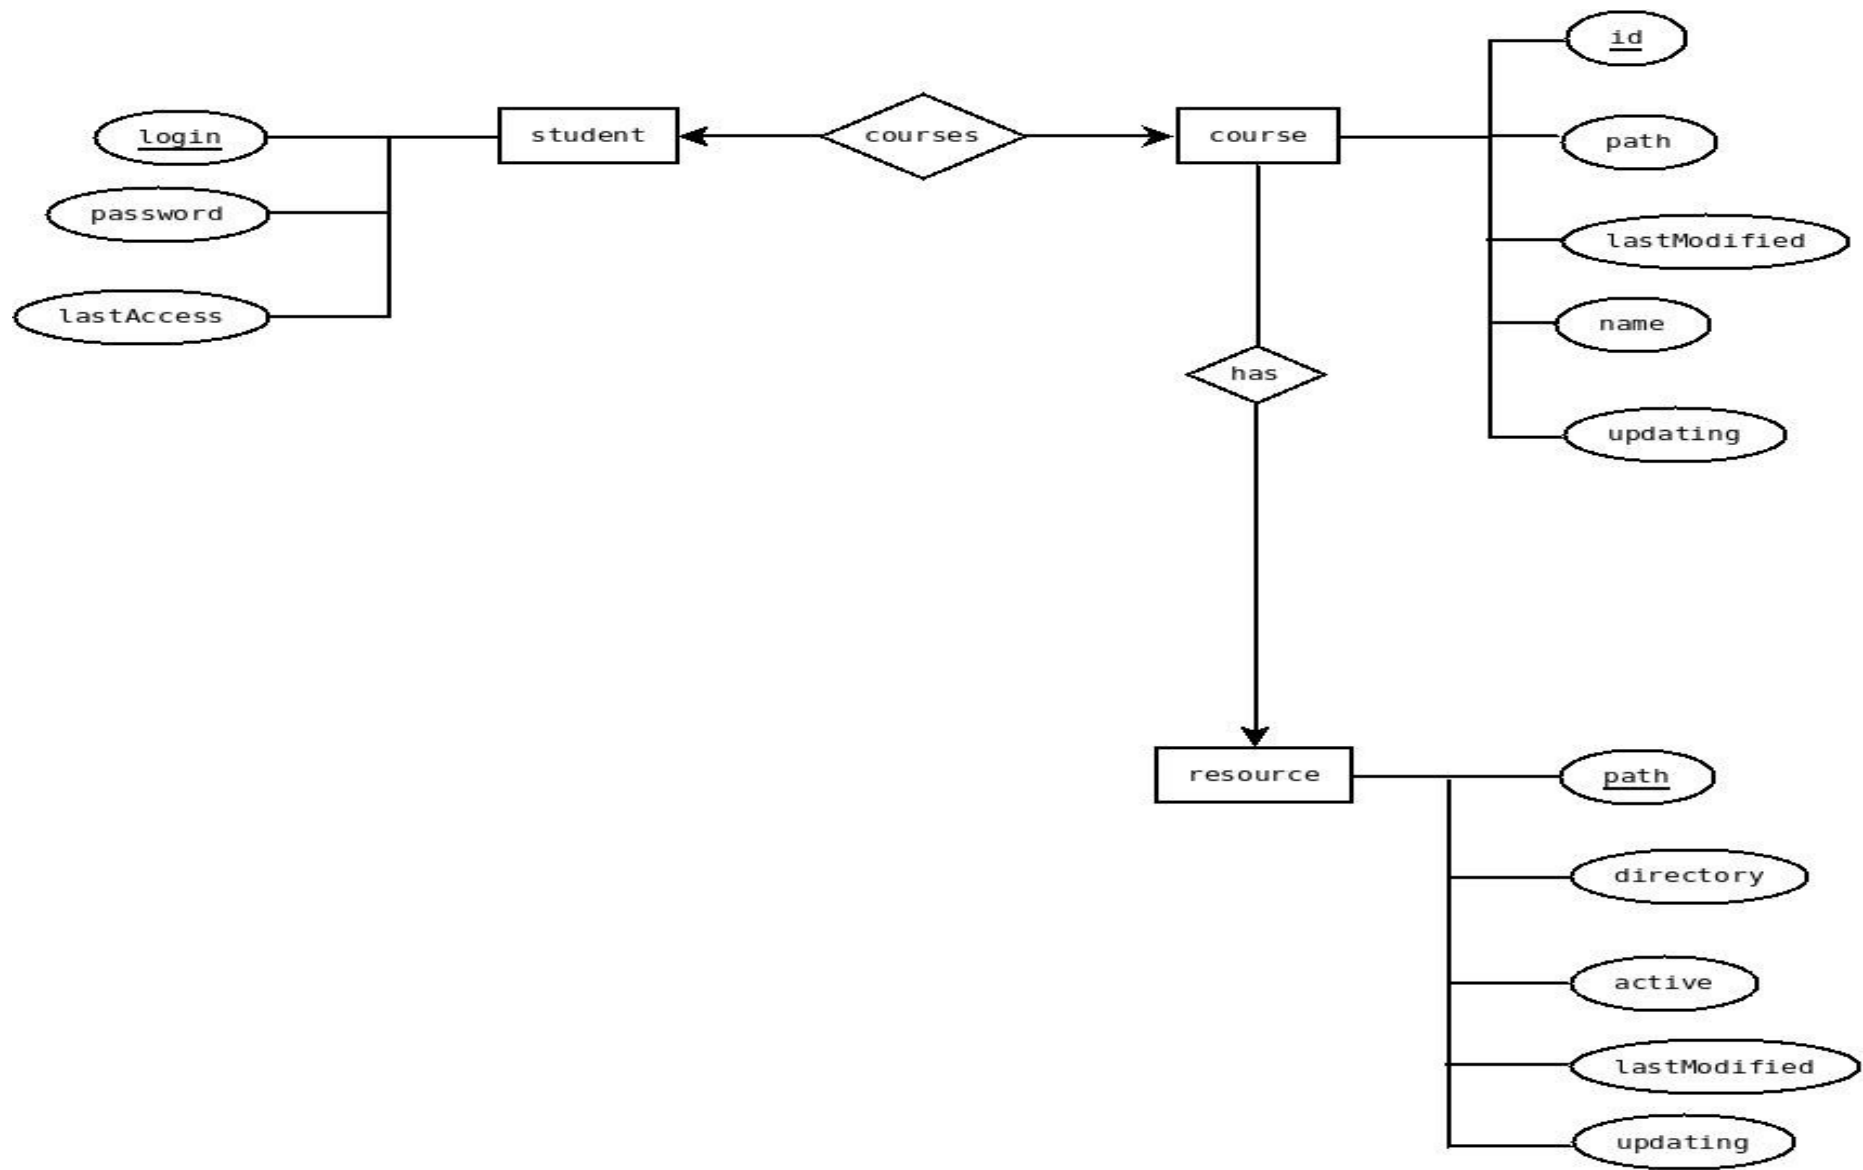 id
login
student
courses
course
path
password
lastModified
lastAccess
name
has
updating
resource
path
directory
active
lastModified
updating